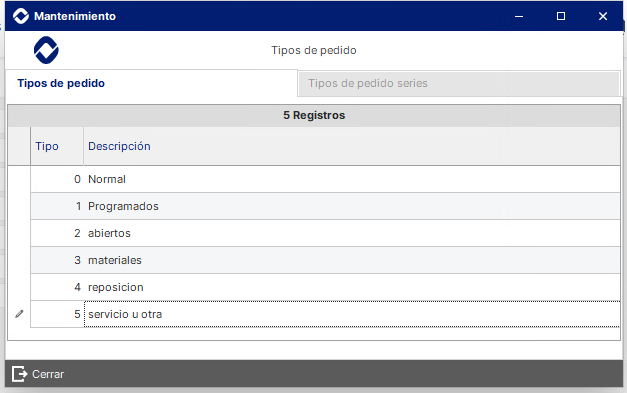 Mantenimiento
Tipos de pedido
Tipos de pedido
Tipos de pedido series
5 Registros
Tipo Descripción
0 Normal
1 Programados
2 abiertos
3 materiales
4 reposicion
5 servicio u otra
Cerrar